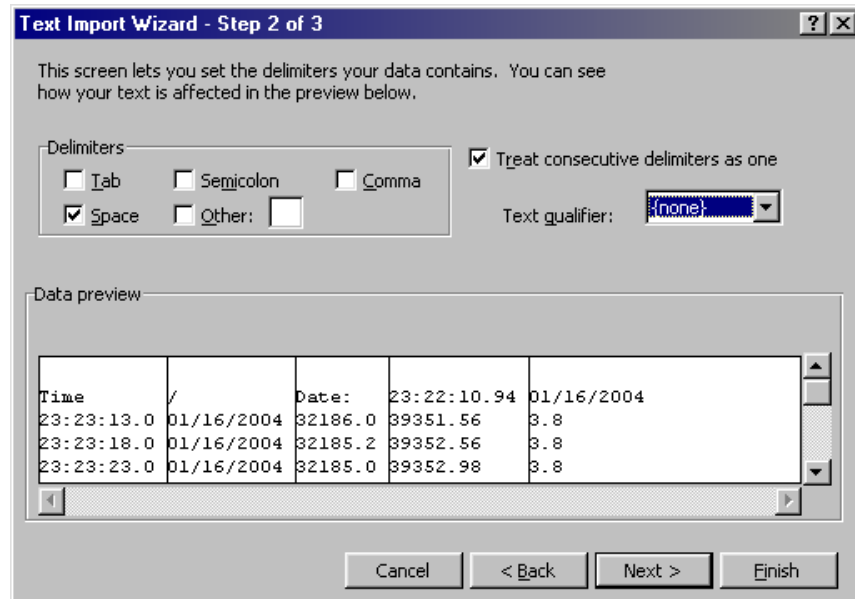 Text Import Wizard - Step 2 of 3
This screen lets you set the delimiters your data contains. You can see
how your text is affected in the preview below.
Delimiters
Tab Semicolon Comma
Space Other:
Treat consecutive delimiters as one
Text qualifier: {none}
Data preview
Time / Date: 23:22:10.94 01/16/2004
23:23:13.0 01/16/2004 32186.0 39351.56 3.8
23:23:18.0 01/16/2004 32185.2 39352.56 3.8
23:23:23.0 01/16/2004 32185.0 39352.98 3.8
Cancel < Back Next > Finish